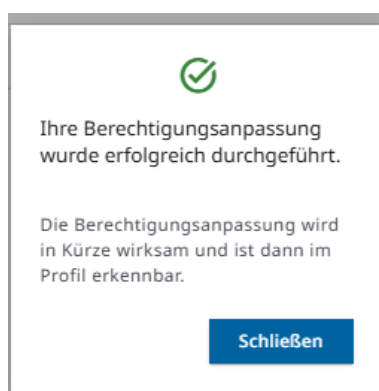 Ihre Berechtigungsanpassung
wurde erfolgreich durchgeführt.
Die Berechtigungsanpassung wird
in Kürze wirksam und ist dann im
Profil erkennbar.
Schließen